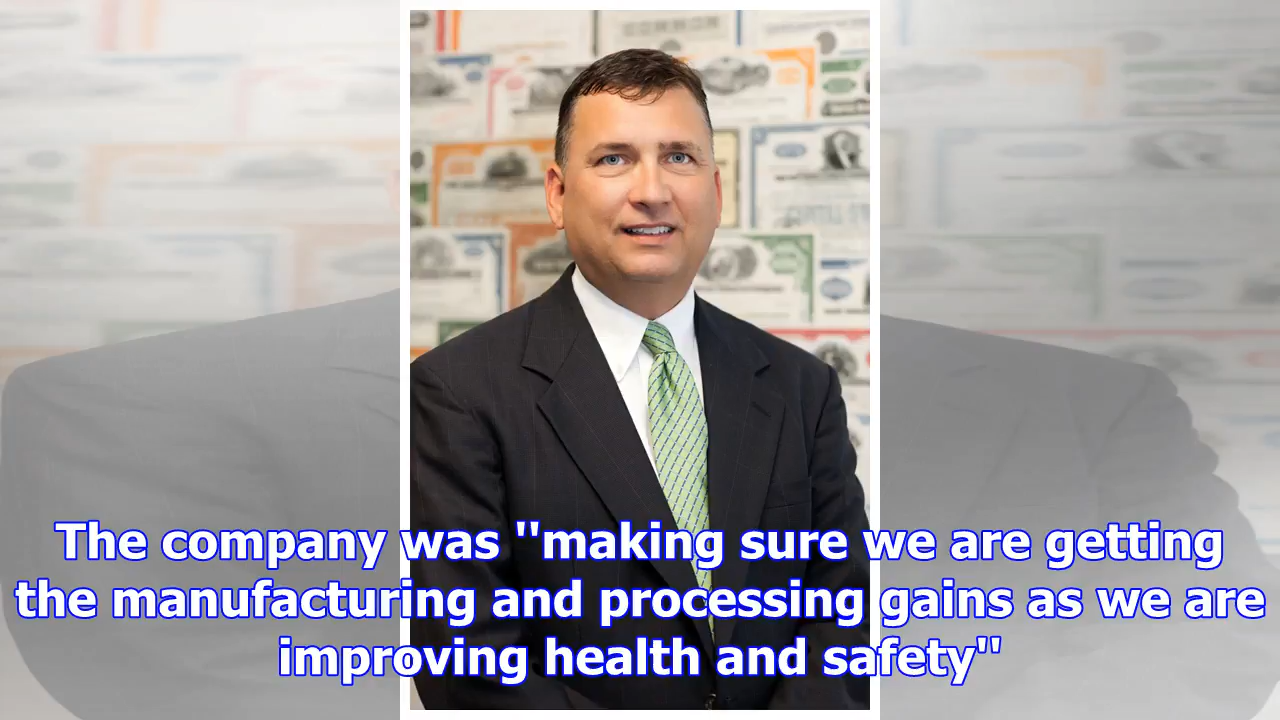 The company was ''making sure we are getting
the manufacturing and processing gains as we are
improving health and safety''